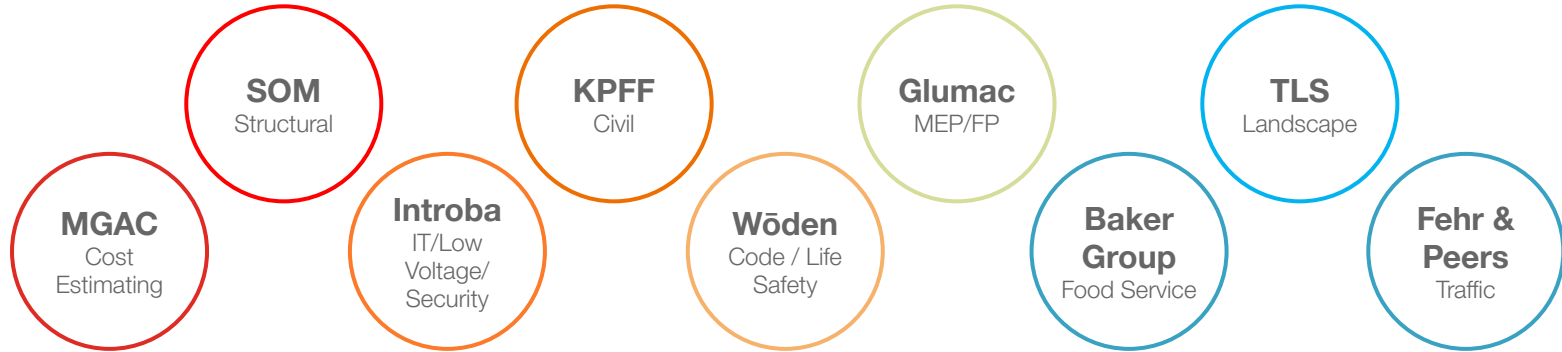 SOM
Structural
KPFF
Civil
Glumac
MEP/FP
TLS
Landscape
MGAC
Cost
Estimating
Introba
IT/Low
Voltage/
Security
Wōden
Code / Life
Safety
Baker
Group
Food Service
Fehr &
Peers
Traffic